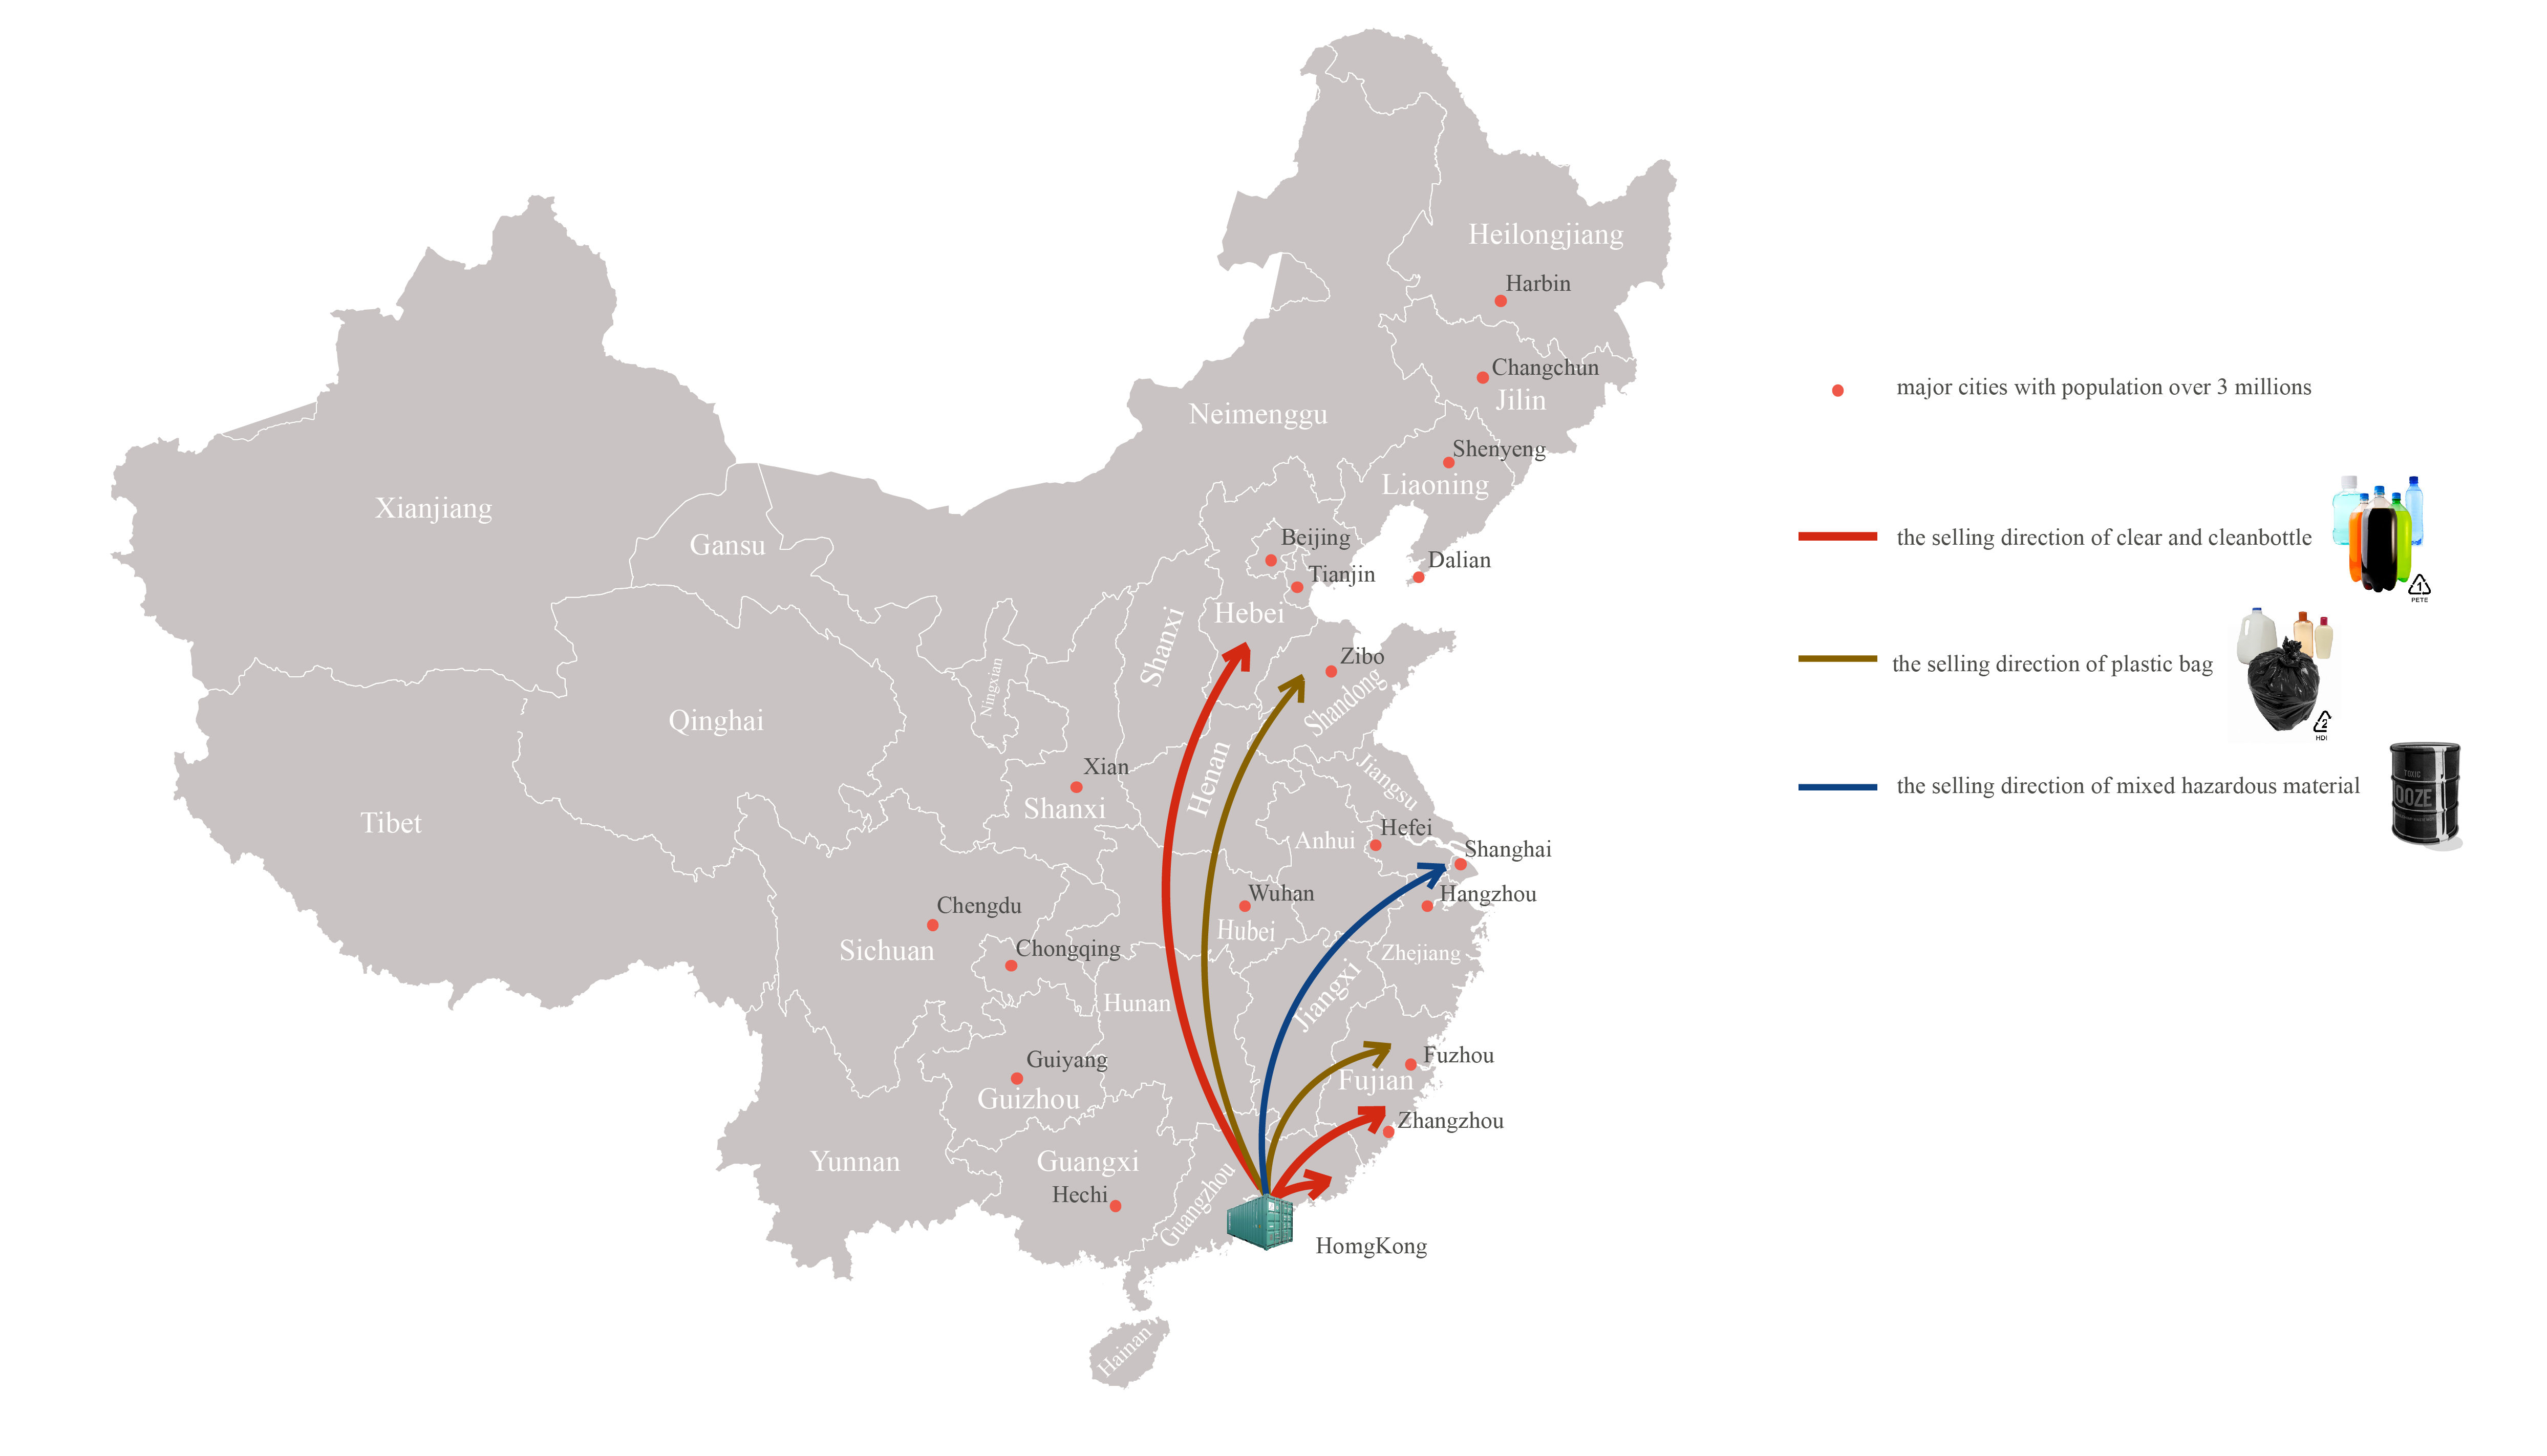 Heilongjiang
Harbin
Changchun
Jilin
Neimenggu
Shenyeng
Liaoning
Xianjiang
Gansu
Beijing
Tianjin
Dalian
Hebei
Shanxi
Ningxian
Zibo
Shandong
Qinghai
Henan
Jiangsu
Xian
Shanxi
Tibet
Anhui
Hefei
Shanghai
Wuhan
Hangzhou
Hubei
Chengdu
Sichuan
Chongqing
Zhejiang
Jiangxi
Hunan
Guiyang
Guizhou
Fuzhou
Fujian
Zhangzhou
Yunnan
Guangxi
Hechi
Guangzhou
HomgKong
Hainan
major cities with population over 3 millions
the selling direction of clear and cleanbottle
1
PETE
the selling direction of plastic bag
2
HDI
the selling direction of mixed hazardous material
TOXIC
OOZE